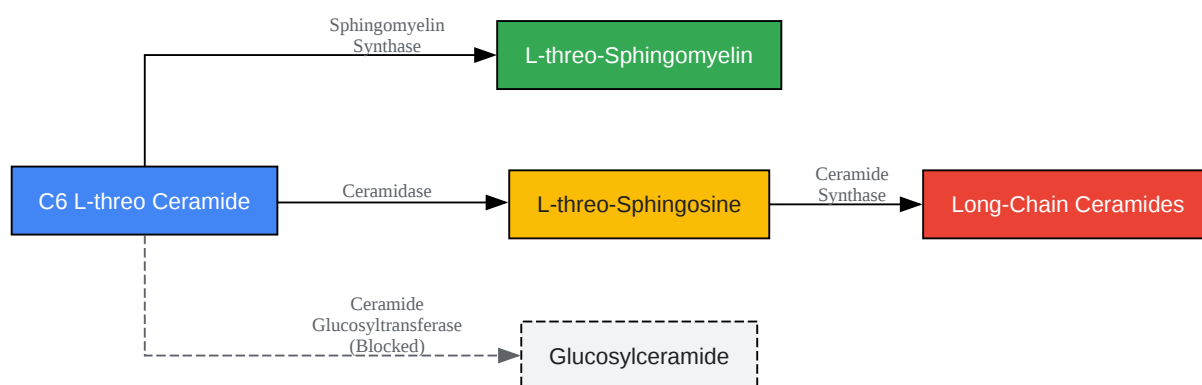 Sphingomyelin
Synthase
L-threo-Sphingomyelin
C6 L-threo Ceramide
Ceramidase
L-threo-Sphingosine
Ceramide
Synthase
Long-Chain Ceramides
Ceramide
Glucosyltransferase
(Blocked)
Glucosylceramide